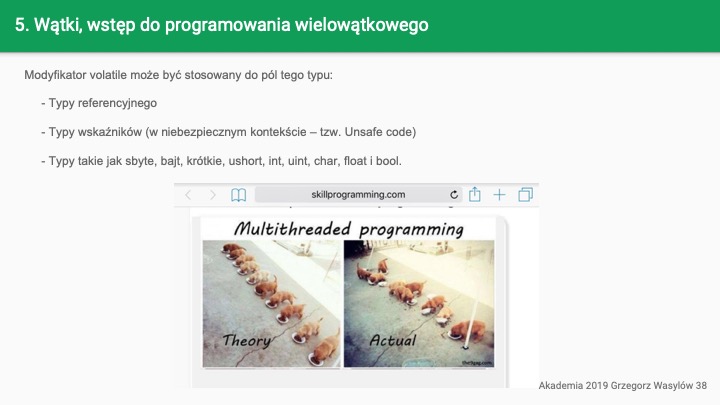 5. Wątki, wstęp do programowania wielowątkowego
Modyfikator volatile może być stosowany do pól tego typu:
- Typy referencyjnego
- Typy wskaźników (w niebezpiecznym kontekście – tzw. Unsafe code)
- Typy takie jak sbyte, bajt, krótkie, ushort, int, uint, char, float i bool.
skillprogramming.com
Multithreaded programming
Theory
Actual
Akademia 2019 Grzegorz Wasylów 38